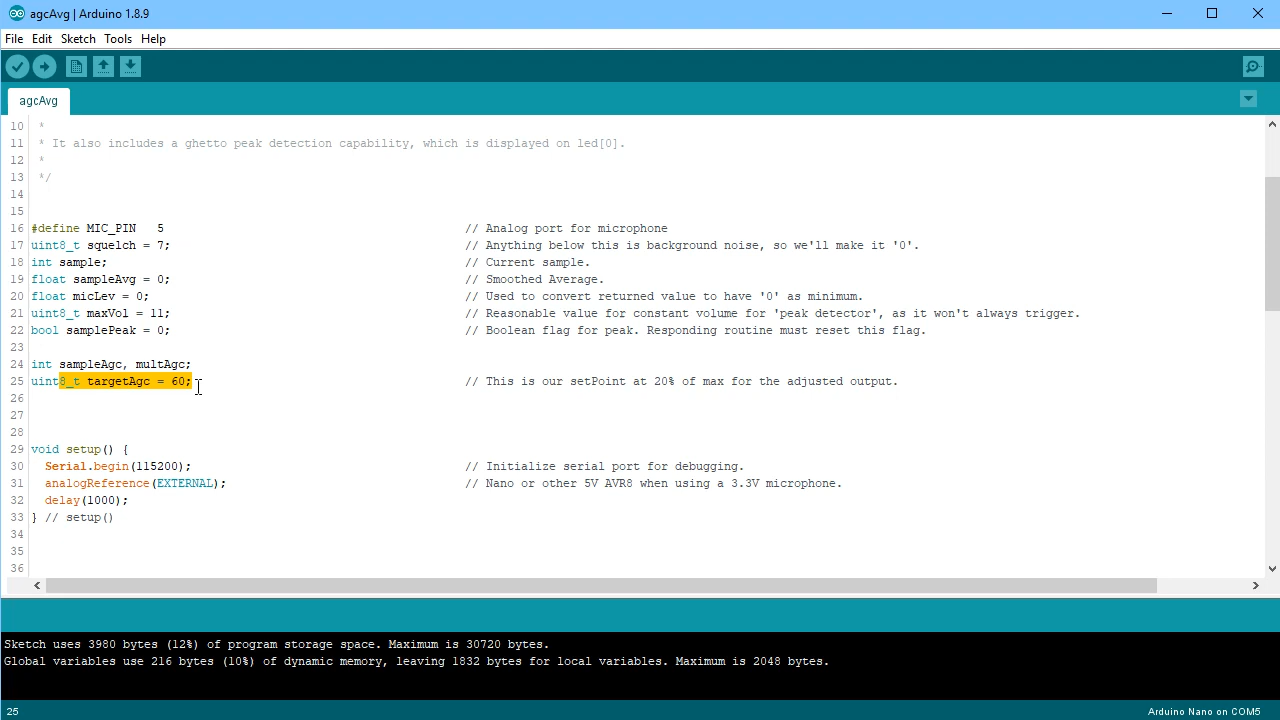 agcAvg | Arduino 1.8.9
File Edit Sketch Tools Help
agcAvg
10 *
11 * It also includes a ghetto peak detection capability, which is displayed on led[0].
12 *
13 */
14
15
16 #define MIC_PIN   5 // Analog port for microphone
17 uint8_t squelch = 7; // Anything below this is background noise, so we'll make it '0'.
18 int sample; // Current sample.
19 float sampleAvg = 0; // Smoothed Average.
20 float micLev = 0; // Used to convert returned value to have '0' as minimum.
21 uint8_t maxVol = 11; // Reasonable value for constant volume for 'peak detector', as it won't always trigger.
22 bool samplePeak = 0; // Boolean flag for peak. Responding routine must reset this flag.
23
24 int sampleAgc, multAgc;
25 uint8_t targetAgc = 60; // This is our setPoint at 20% of max for the adjusted output.
26
27
28
29 void setup() {
30   Serial.begin(115200); // Initialize serial port for debugging.
31   analogReference(EXTERNAL); // Nano or other 5V AVR8 when using a 3.3V microphone.
32   delay(1000);
33 } // setup()
34
35
36
Sketch uses 3980 bytes (12%) of program storage space. Maximum is 30720 bytes.
Global variables use 216 bytes (10%) of dynamic memory, leaving 1832 bytes for local variables. Maximum is 2048 bytes.
25 Arduino Nano on COM5